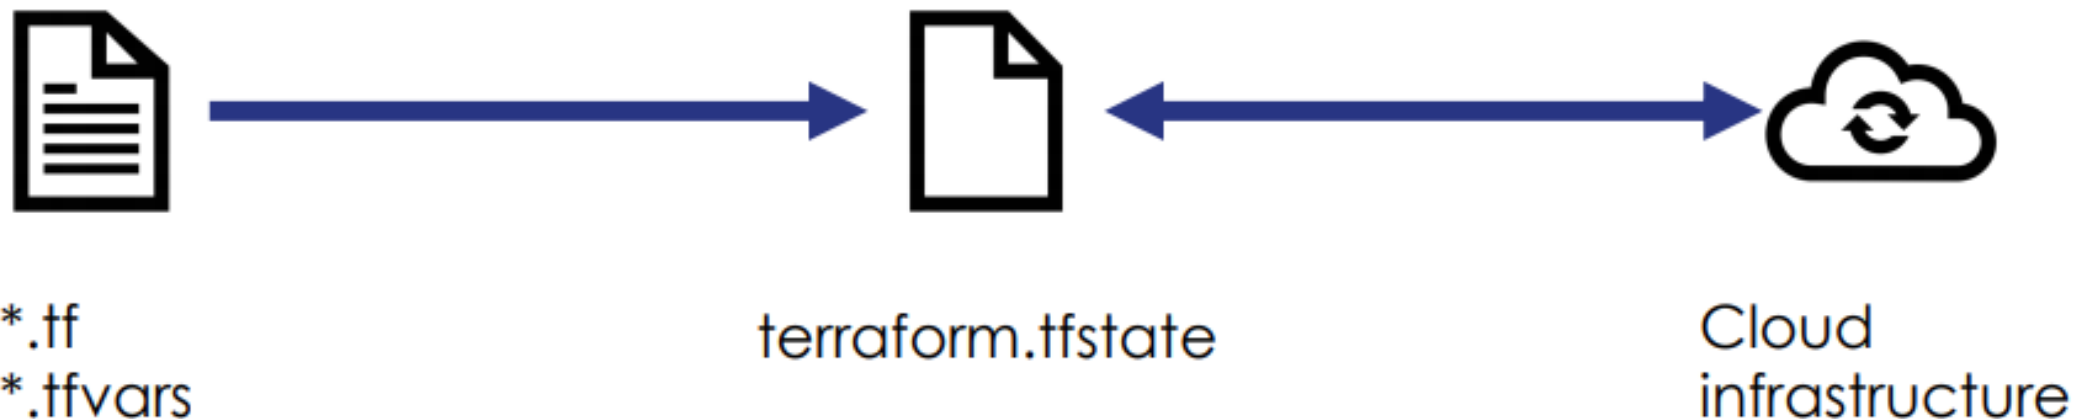 *.tf
*.tfvars
terraform.tfstate
Cloud
infrastructure